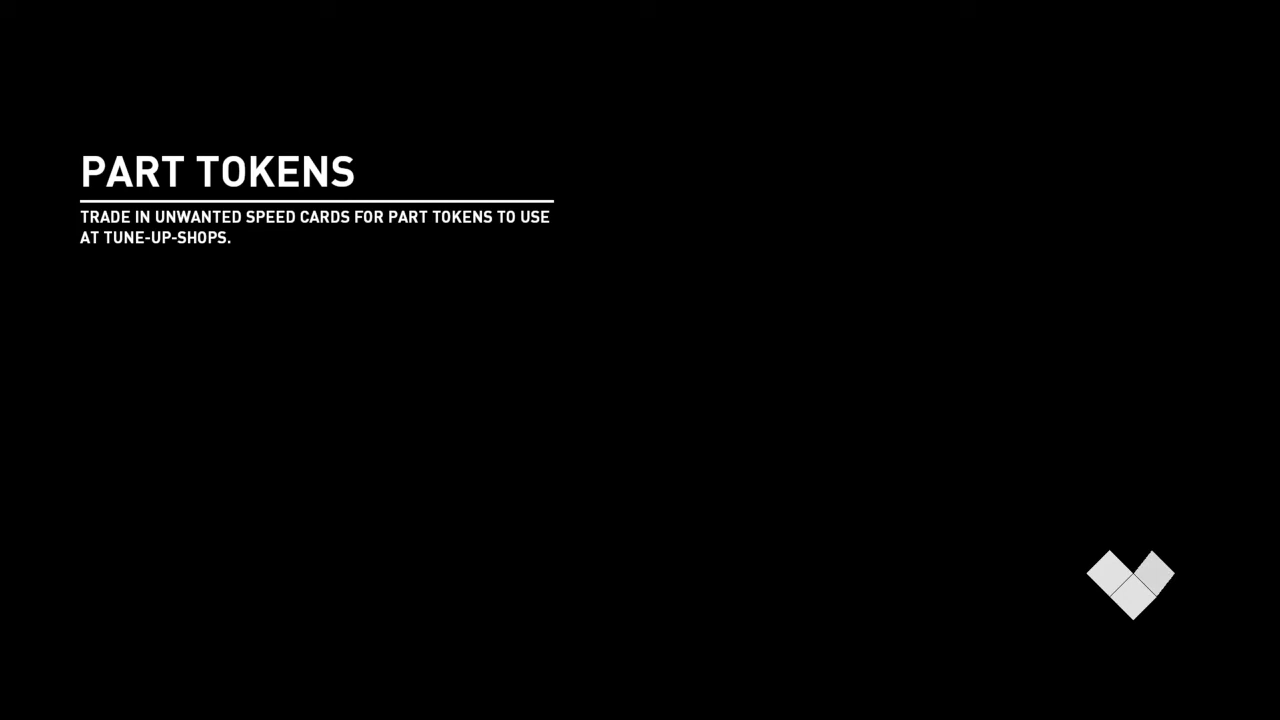 PART TOKENS
TRADE IN UNWANTED SPEED CARDS FOR PART TOKENS TO USE
AT TUNE-UP-SHOPS.